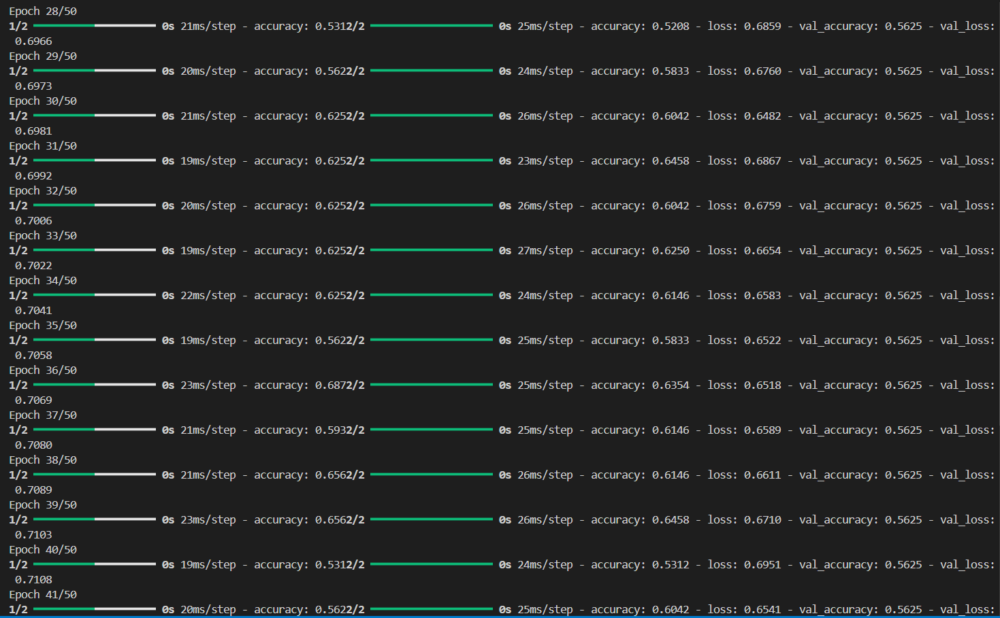 Epoch 28/50
1/2 0s 21ms/step - accuracy: 0.5312/2 0s 25ms/step - accuracy: 0.5208 - loss: 0.6859 - val_accuracy: 0.5625 - val_loss:
0.6966
Epoch 29/50
1/2 0s 20ms/step - accuracy: 0.5622/2 0s 24ms/step - accuracy: 0.5833 - loss: 0.6760 - val_accuracy: 0.5625 - val_loss:
0.6973
Epoch 30/50
1/2 0s 21ms/step - accuracy: 0.6252/2 0s 26ms/step - accuracy: 0.6042 - loss: 0.6482 - val_accuracy: 0.5625 - val_loss:
0.6981
Epoch 31/50
1/2 0s 19ms/step - accuracy: 0.6252/2 0s 23ms/step - accuracy: 0.6458 - loss: 0.6867 - val_accuracy: 0.5625 - val_loss:
0.6992
Epoch 32/50
1/2 0s 20ms/step - accuracy: 0.6252/2 0s 26ms/step - accuracy: 0.6042 - loss: 0.6759 - val_accuracy: 0.5625 - val_loss:
0.7006
Epoch 33/50
1/2 0s 19ms/step - accuracy: 0.6252/2 0s 27ms/step - accuracy: 0.6250 - loss: 0.6654 - val_accuracy: 0.5625 - val_loss:
0.7022
Epoch 34/50
1/2 0s 22ms/step - accuracy: 0.6252/2 0s 24ms/step - accuracy: 0.6146 - loss: 0.6583 - val_accuracy: 0.5625 - val_loss:
0.7041
Epoch 35/50
1/2 0s 19ms/step - accuracy: 0.5622/2 0s 25ms/step - accuracy: 0.5833 - loss: 0.6522 - val_accuracy: 0.5625 - val_loss:
0.7058
Epoch 36/50
1/2 0s 23ms/step - accuracy: 0.6872/2 0s 25ms/step - accuracy: 0.6354 - loss: 0.6518 - val_accuracy: 0.5625 - val_loss:
0.7069
Epoch 37/50
1/2 0s 21ms/step - accuracy: 0.5932/2 0s 25ms/step - accuracy: 0.6146 - loss: 0.6589 - val_accuracy: 0.5625 - val_loss:
0.7080
Epoch 38/50
1/2 0s 21ms/step - accuracy: 0.6562/2 0s 26ms/step - accuracy: 0.6146 - loss: 0.6611 - val_accuracy: 0.5625 - val_loss:
0.7089
Epoch 39/50
1/2 0s 23ms/step - accuracy: 0.6562/2 0s 26ms/step - accuracy: 0.6458 - loss: 0.6710 - val_accuracy: 0.5625 - val_loss:
0.7103
Epoch 40/50
1/2 0s 19ms/step - accuracy: 0.5312/2 0s 24ms/step - accuracy: 0.5312 - loss: 0.6951 - val_accuracy: 0.5625 - val_loss:
0.7108
Epoch 41/50
1/2 0s 20ms/step - accuracy: 0.5622/2 0s 25ms/step - accuracy: 0.6042 - loss: 0.6541 - val_accuracy: 0.5625 - val_loss: